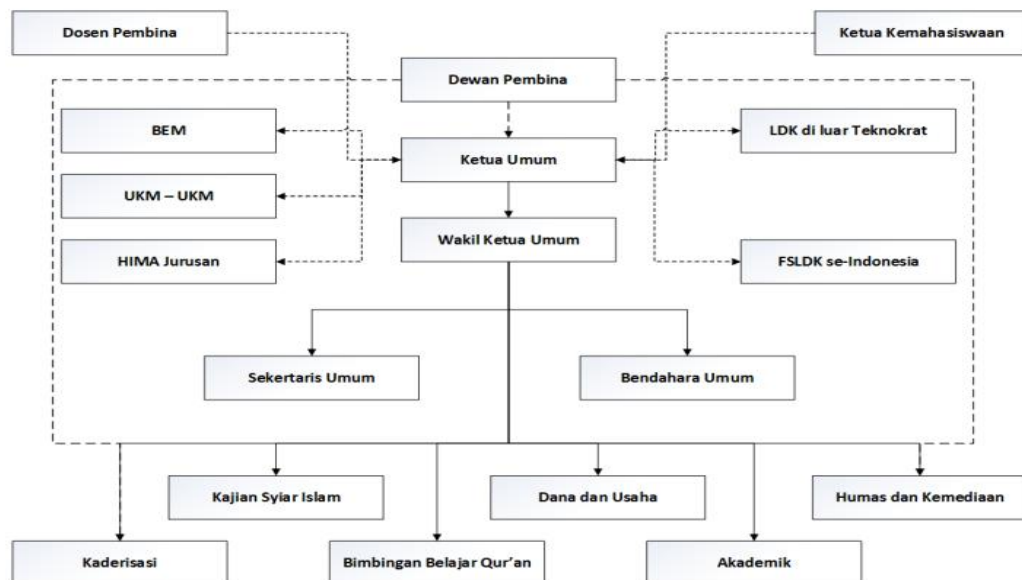 Dosen Pembina
Ketua Kemahasiswaan
Dewan Pembina
BEM
LDK di luar Teknokrat
Ketua Umum
UKM – UKM
Wakil Ketua Umum
HIMA Jurusan
FSLDK se-Indonesia
Sekertaris Umum
Bendahara Umum
Kajian Syiar Islam
Dana dan Usaha
Humas dan Kemediaan
Kaderisasi
Bimbingan Belajar Qur’an
Akademik